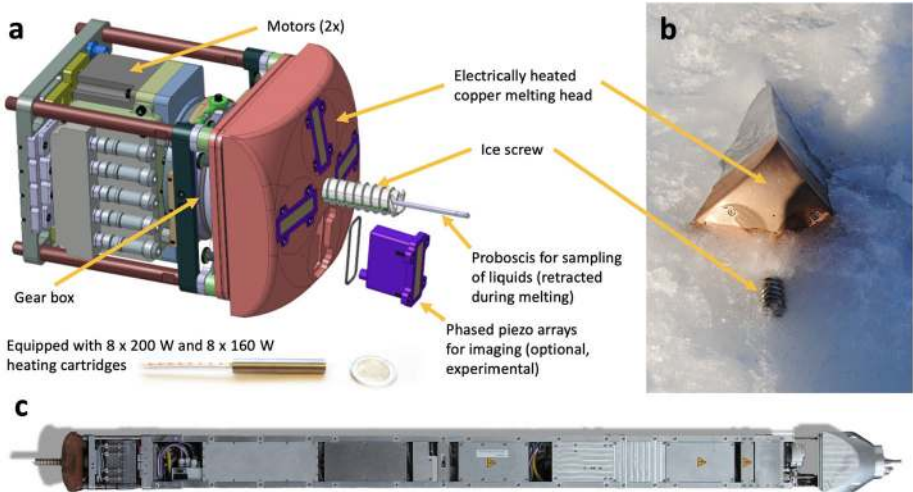 a
Motors (2x)
b
Electrically heated
copper melting head
Ice screw
Proboscis for sampling
of liquids (retracted
during melting)
Gear box
Phased piezo arrays
for imaging (optional,
experimental)
Equipped with 8 x 200 W and 8 x 160 W
heating cartridges
c